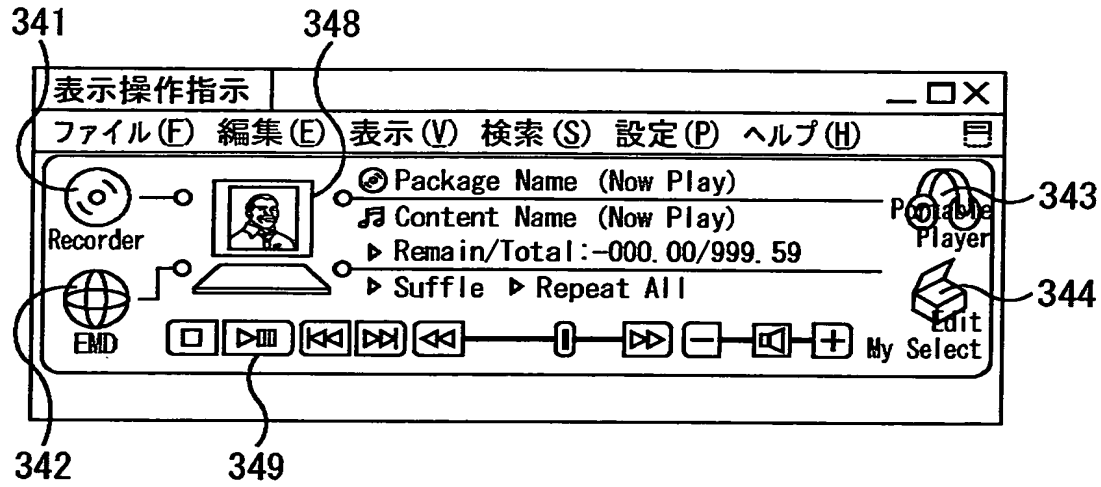 341
348
表示操作指示
ファイル(F) 編集(E) 表示(V) 検索(S) 設定(P) ヘルプ(H)
Recorder
Package Name (Now Play)
Content Name (Now Play)
Remain/Total:-000.00/999.59
Suffle Repeat All
Portable
Player
343
EMD
Edit
My Select
344
342
349